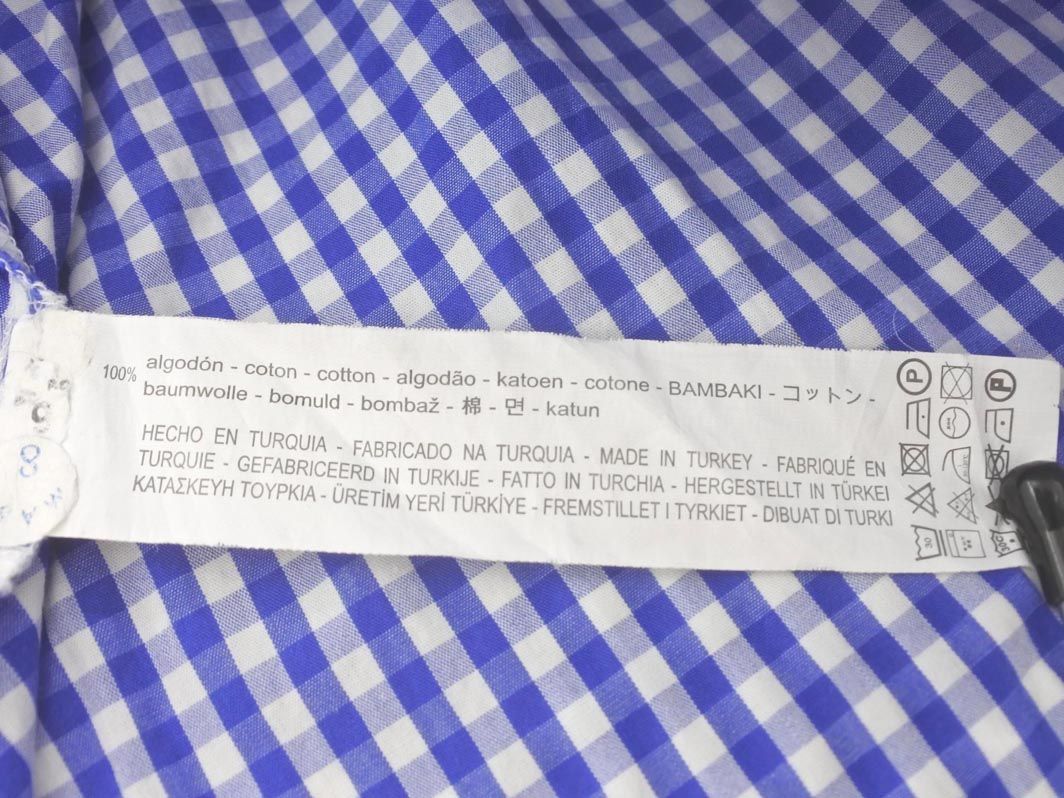 100% algodón - coton - cotton - algodão - katoen - cotone - BAMBAKI - コットン -
baumwolle - bomuld - bombaž - 棉 - 면 - katun
HECHO EN TURQUIA - FABRICADO NA TURQUIA - MADE IN TURKEY - FABRIQUÉ EN
TURQUIE - GEFABRICEERD IN TURKIJE - FATTO IN TURCHIA - HERGESTELLT IN TÜRKEI
ΚΑΤΑΣΚΕΥΗ ΤΟΥΡΚΙΑ - ÜRETİM YERİ TÜRKİYE - FREMSTILLET I TYRKIET - DIBUAT DI TURKI
P P
30